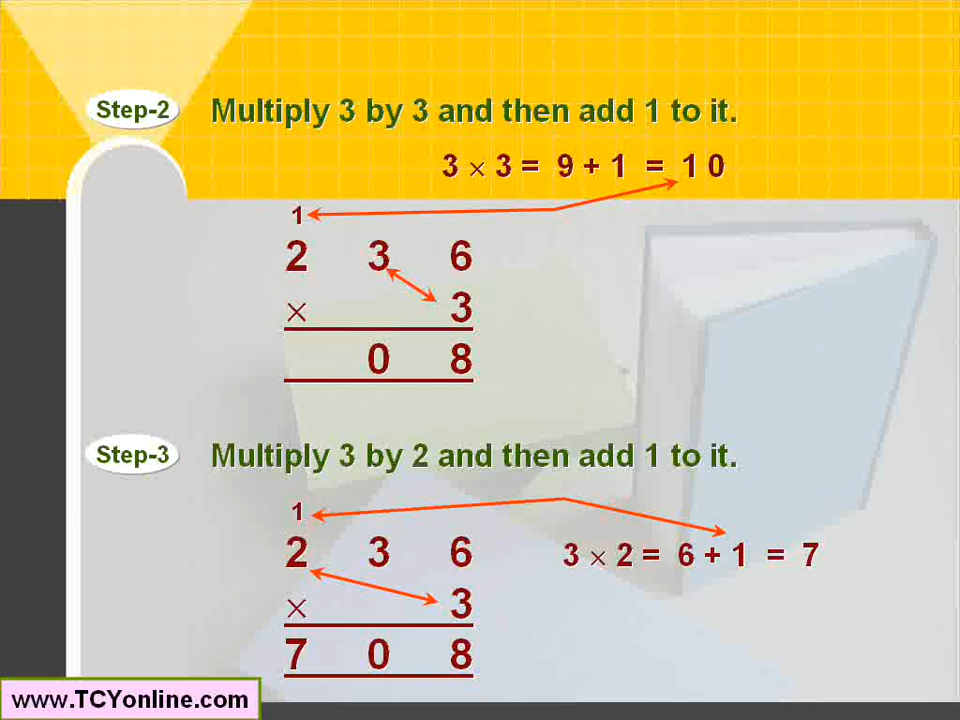 Step-2 Multiply 3 by 3 and then add 1 to it.
3 × 3 = 9 + 1 = 1 0
1
2 3 6
× 3
0 8
Step-3 Multiply 3 by 2 and then add 1 to it.
1
2 3 6 3 × 2 = 6 + 1 = 7
× 3
7 0 8
www.TCYonline.com